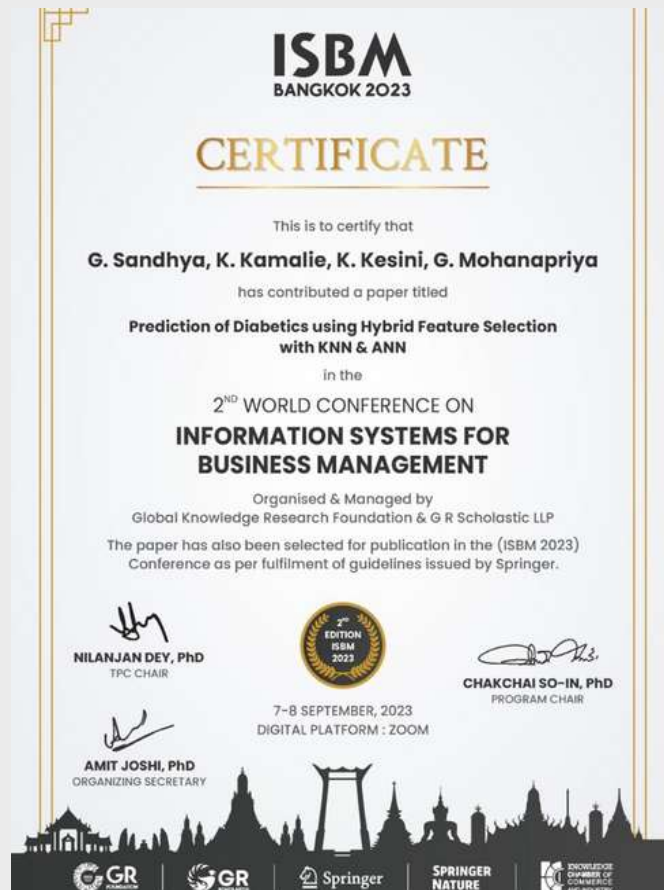 ISBM
BANGKOK 2023
CERTIFICATE
This is to certify that
G. Sandhya, K. Kamalie, K. Kesini, G. Mohanapriya
has contributed a paper titled
Prediction of Diabetics using Hybrid Feature Selection
with KNN & ANN
in the
2ND WORLD CONFERENCE ON
INFORMATION SYSTEMS FOR
BUSINESS MANAGEMENT
Organised & Managed by
Global Knowledge Research Foundation & G R Scholastic LLP
The paper has also been selected for publication in the (ISBM 2023)
Conference as per fulfilment of guidelines issued by Springer.
NILANJAN DEY, PhD
TPC CHAIR
2ND
EDITION
ISBM
2023
CHAKCHAI SO-IN, PhD
PROGRAM CHAIR
7-8 SEPTEMBER, 2023
DIGITAL PLATFORM : ZOOM
AMIT JOSHI, PhD
ORGANIZING SECRETARY
GR
FOUNDATION
GR
Springer
SPRINGER
NATURE
KNOWLEDGE
CHAMBER OF
COMMERCE